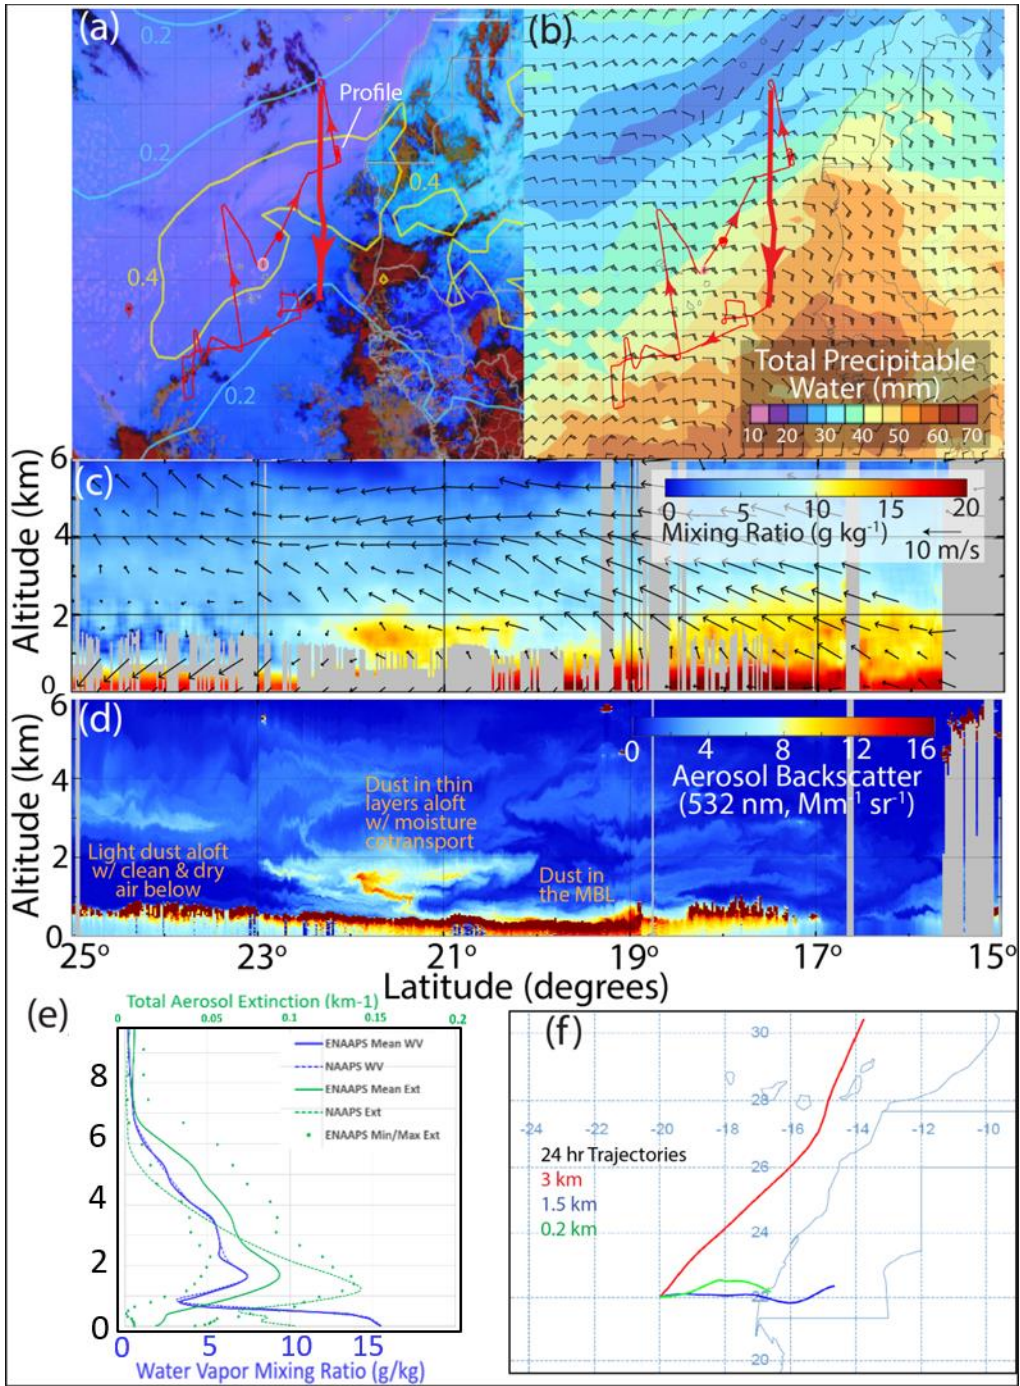 (a)
0.2
Profile
0.2
0.4
0.4
0.2
(b)
Total Precipitable
Water (mm)
10 20 30 40 50 60 70
(c)
6
4
2
0
Altitude (km)
0 5 10 15 20
Mixing Ratio (g kg⁻¹)
10 m/s
(d)
6
4
2
0
Altitude (km)
0 4 8 12 16
Aerosol Backscatter
(532 nm, Mm⁻¹ sr⁻¹)
Dust in thin
layers aloft
w/ moisture
cotransport
Light dust aloft
w/ clean & dry
air below
Dust in
the MBL
25° 23° 21° 19° 17° 15°
Latitude (degrees)
(e)
Total Aerosol Extinction (km-1)
0 0.05 0.1 0.15 0.2
ENAAPS Mean WV
NAAPS WV
ENAAPS Mean Ext
NAAPS Ext
ENAAPS Min/Max Ext
8
6
4
2
0
0 5 10 15
Water Vapor Mixing Ratio (g/kg)
(f)
30
28
-24 -22 -20 -18 -16 -14 -12 -10
26
24
22
20
24 hr Trajectories
3 km
1.5 km
0.2 km